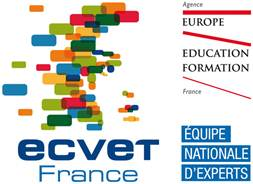 ecvet
France
Agence
EUROPE
EDUCATION
FORMATION
France
ÉQUIPE
NATIONALE
D'EXPERTS